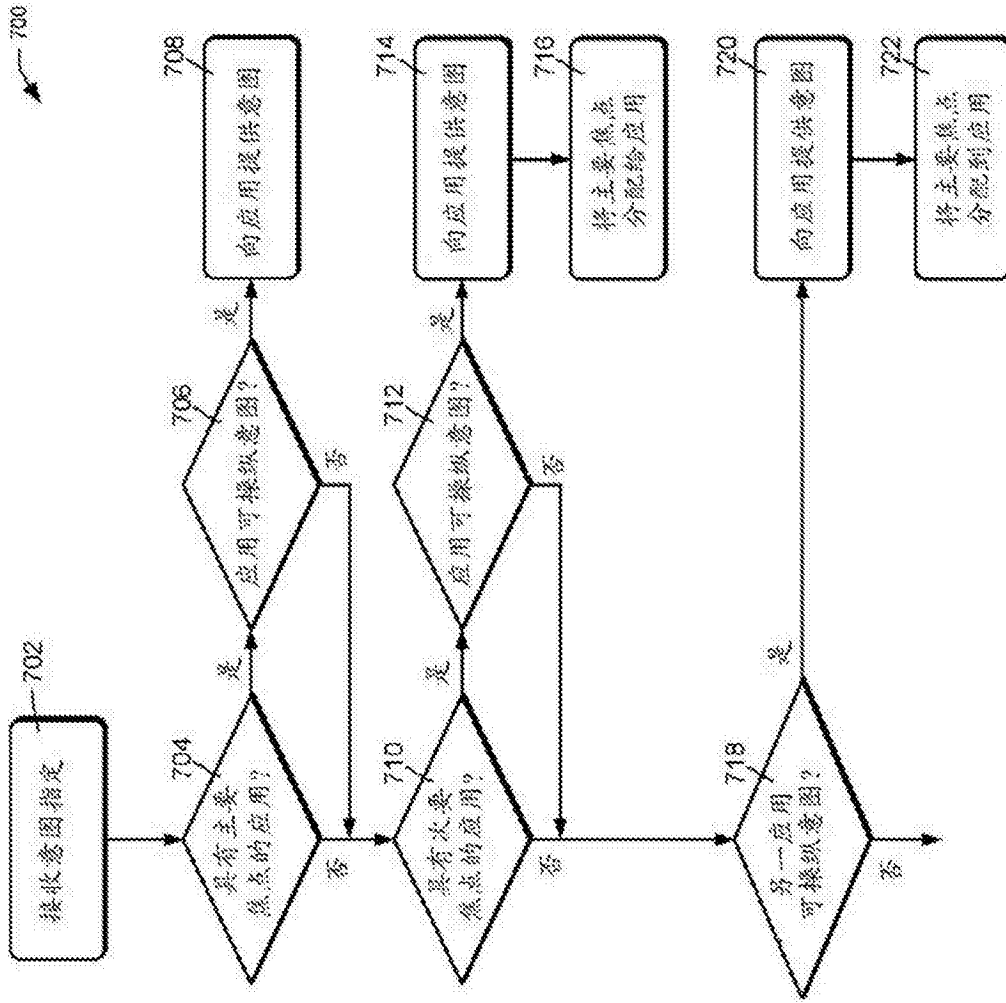 700
接收意图指定
702
具有主要
焦点的应用?
704
是
否
应用可操纵意图?
706
是
否
向应用提供意图
708
具有次要
焦点的应用?
710
是
否
应用可操纵意图?
712
是
否
向应用提供意图
714
将主要焦点
分配给应用
716
另一应用
可操纵意图?
718
是
否
向应用提供意图
720
将主要焦点
分配到应用
722